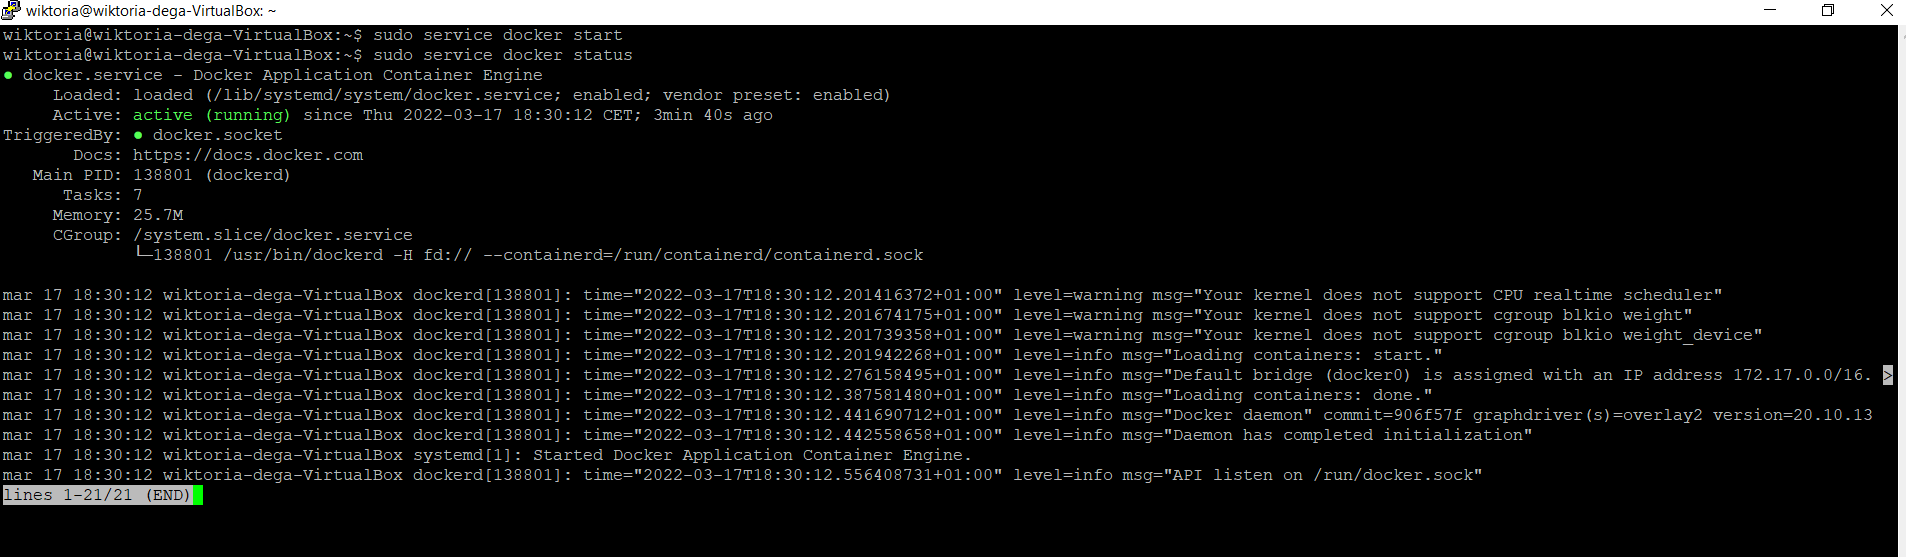 wiktoria@wiktoria-dega-VirtualBox: ~
wiktoria@wiktoria-dega-VirtualBox:~$ sudo service docker start
wiktoria@wiktoria-dega-VirtualBox:~$ sudo service docker status
● docker.service - Docker Application Container Engine
     Loaded: loaded (/lib/systemd/system/docker.service; enabled; vendor preset: enabled)
     Active: active (running) since Thu 2022-03-17 18:30:12 CET; 3min 40s ago
TriggeredBy: ● docker.socket
       Docs: https://docs.docker.com
   Main PID: 138801 (dockerd)
      Tasks: 7
     Memory: 25.7M
     CGroup: /system.slice/docker.service
             └─138801 /usr/bin/dockerd -H fd:// --containerd=/run/containerd/containerd.sock
mar 17 18:30:12 wiktoria-dega-VirtualBox dockerd[138801]: time="2022-03-17T18:30:12.201416372+01:00" level=warning msg="Your kernel does not support CPU realtime scheduler"
mar 17 18:30:12 wiktoria-dega-VirtualBox dockerd[138801]: time="2022-03-17T18:30:12.201674175+01:00" level=warning msg="Your kernel does not support cgroup blkio weight"
mar 17 18:30:12 wiktoria-dega-VirtualBox dockerd[138801]: time="2022-03-17T18:30:12.201739358+01:00" level=warning msg="Your kernel does not support cgroup blkio weight_device"
mar 17 18:30:12 wiktoria-dega-VirtualBox dockerd[138801]: time="2022-03-17T18:30:12.201942268+01:00" level=info msg="Loading containers: start."
mar 17 18:30:12 wiktoria-dega-VirtualBox dockerd[138801]: time="2022-03-17T18:30:12.276158495+01:00" level=info msg="Default bridge (docker0) is assigned with an IP address 172.17.0.0/16. >
mar 17 18:30:12 wiktoria-dega-VirtualBox dockerd[138801]: time="2022-03-17T18:30:12.387581480+01:00" level=info msg="Loading containers: done."
mar 17 18:30:12 wiktoria-dega-VirtualBox dockerd[138801]: time="2022-03-17T18:30:12.441690712+01:00" level=info msg="Docker daemon" commit=906f57f graphdriver(s)=overlay2 version=20.10.13
mar 17 18:30:12 wiktoria-dega-VirtualBox dockerd[138801]: time="2022-03-17T18:30:12.442558658+01:00" level=info msg="Daemon has completed initialization"
mar 17 18:30:12 wiktoria-dega-VirtualBox systemd[1]: Started Docker Application Container Engine.
mar 17 18:30:12 wiktoria-dega-VirtualBox dockerd[138801]: time="2022-03-17T18:30:12.556408731+01:00" level=info msg="API listen on /run/docker.sock"
lines 1-21/21 (END)